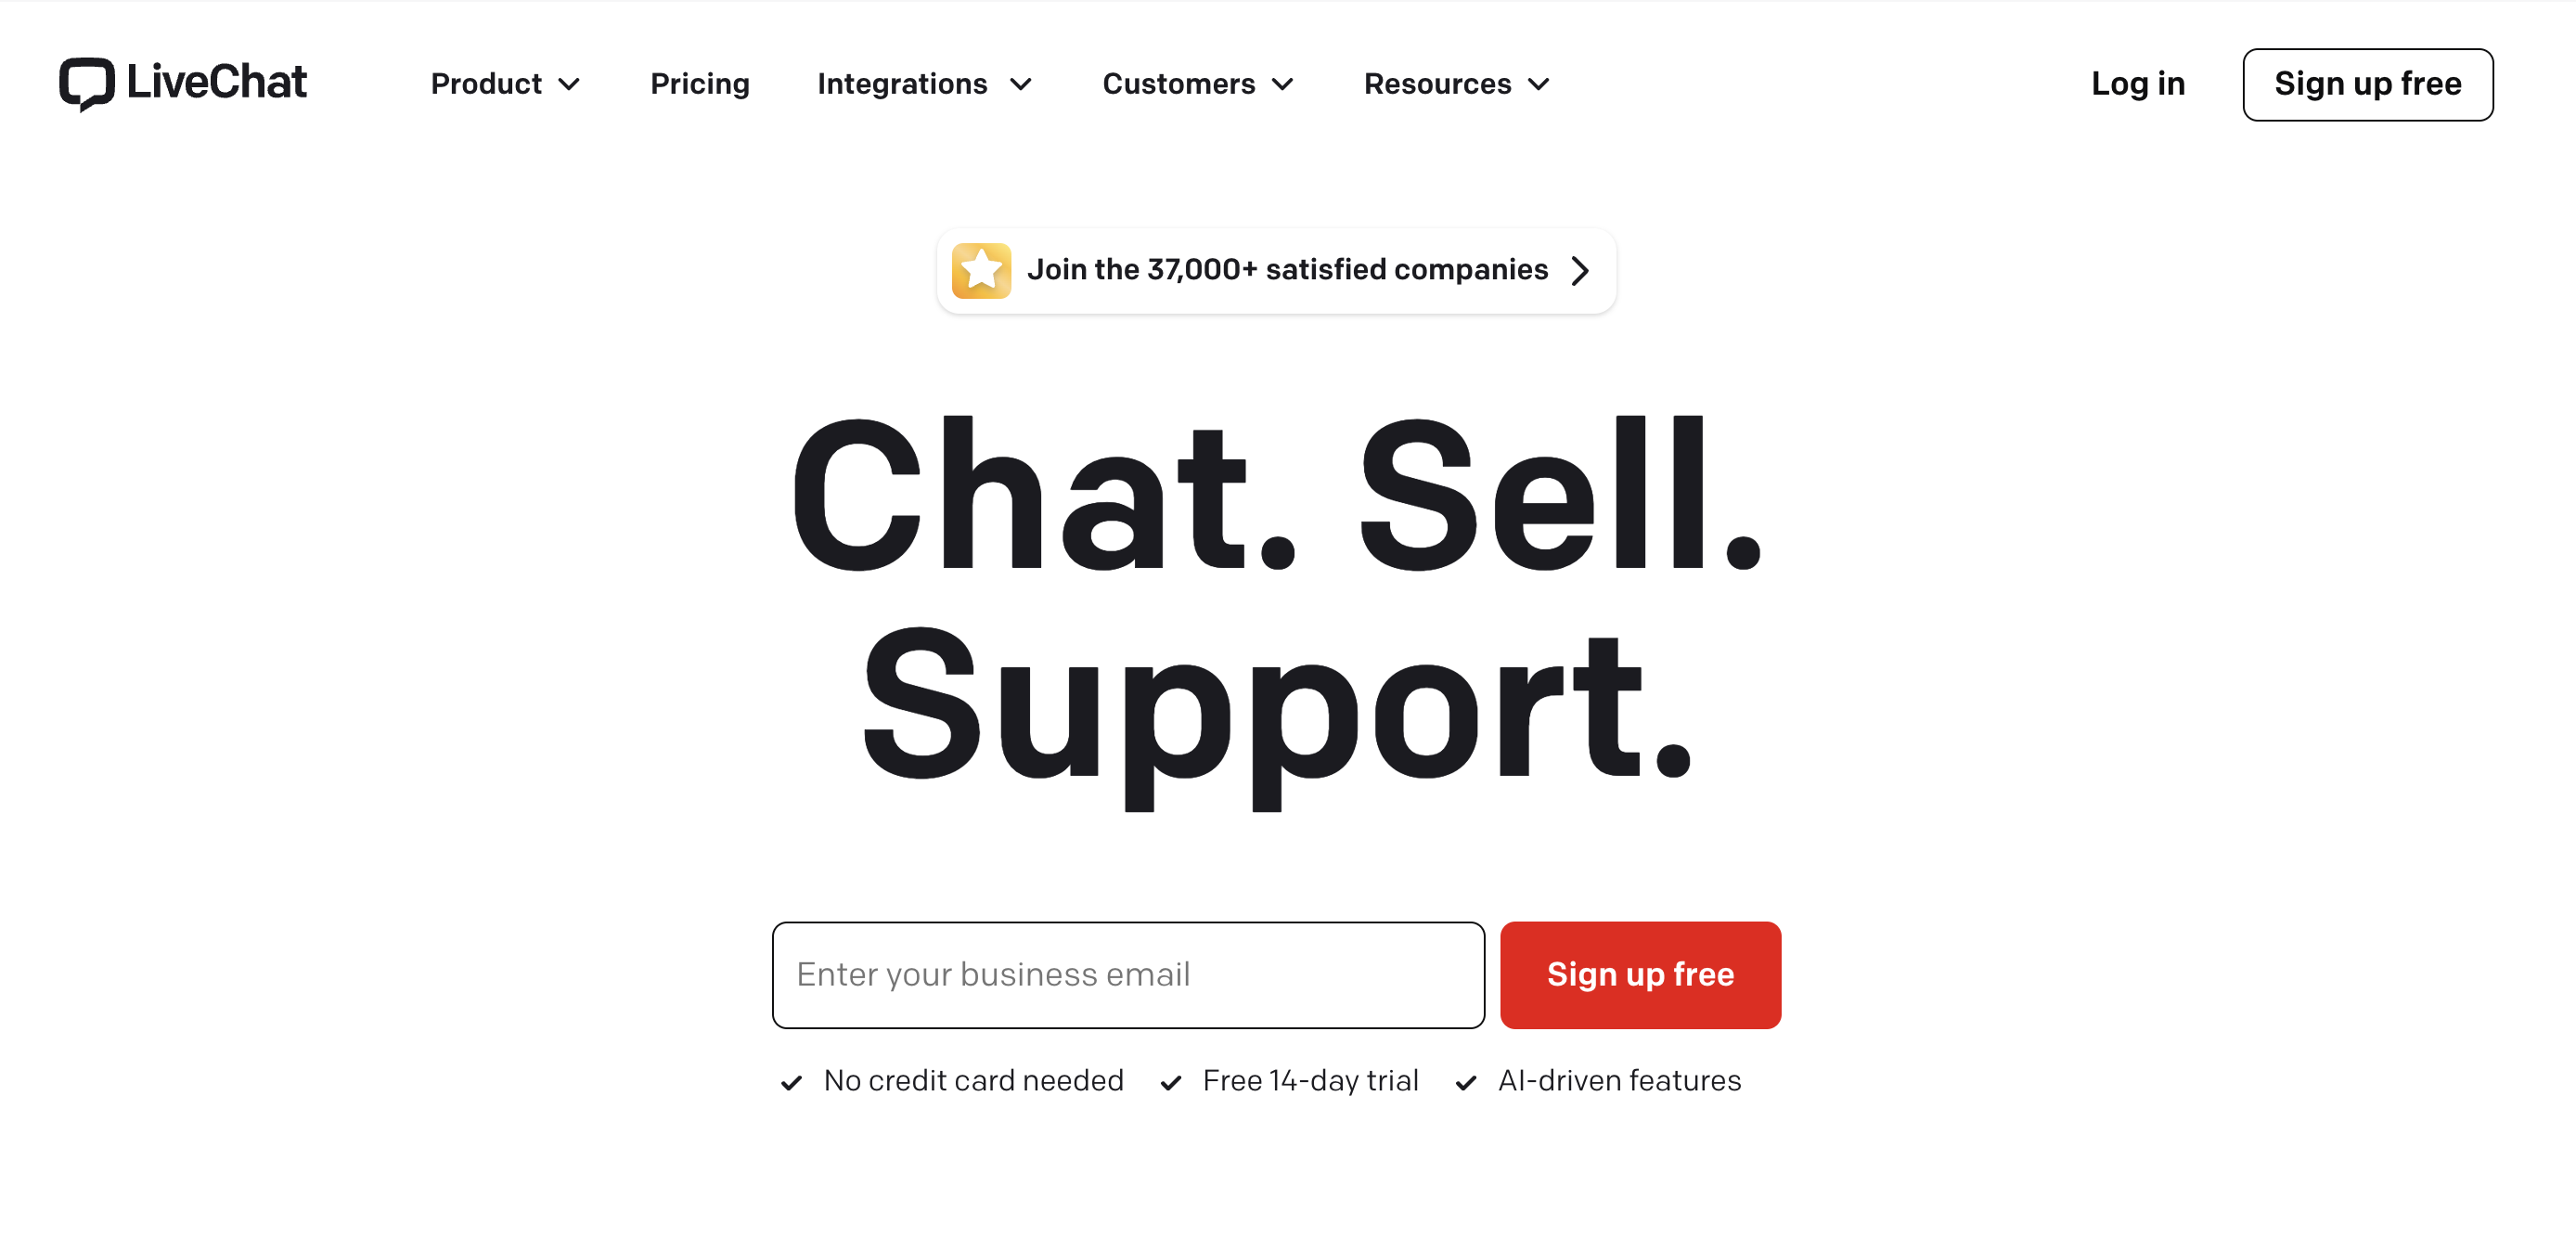 LiveChat
Product
Pricing
Integrations
Customers
Resources
Log in
Sign up free
Join the 37,000+ satisfied companies
Chat. Sell.
Support.
Enter your business email
Sign up free
No credit card needed
Free 14-day trial
AI-driven features